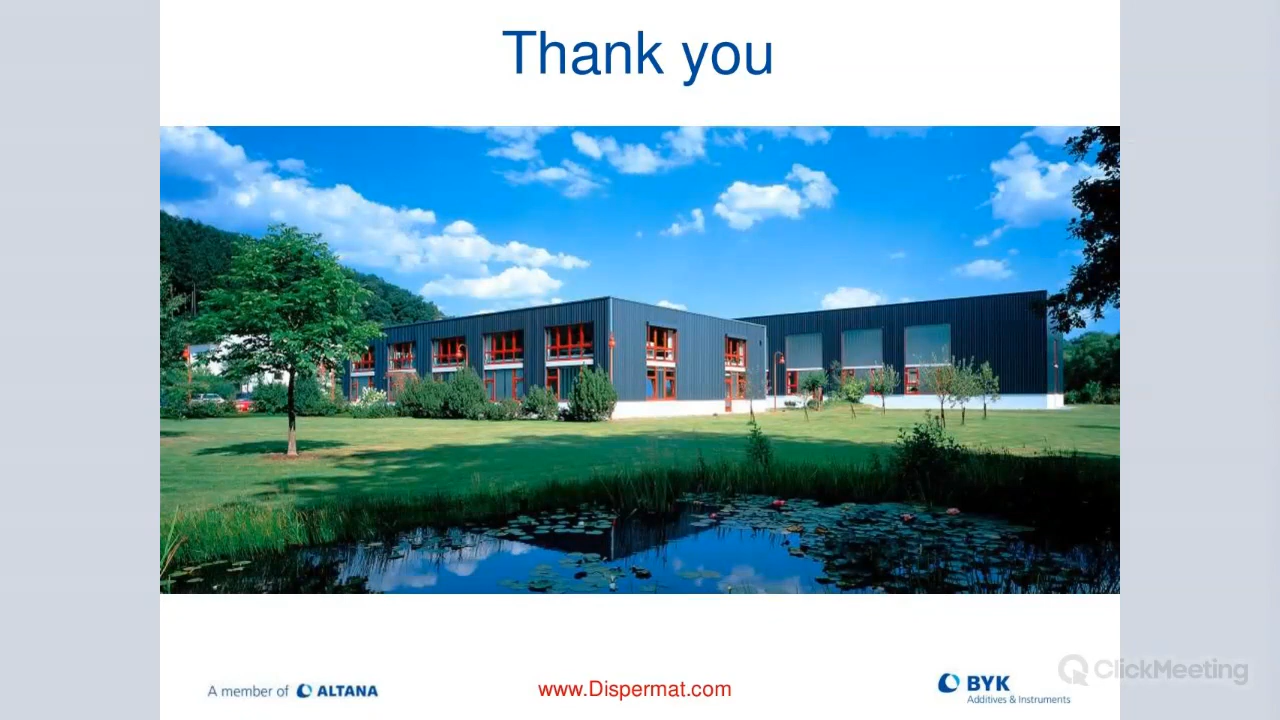 Thank you
A member of ALTANA
www.Dispermat.com
BYK
Additives & Instruments
ClickMeeting